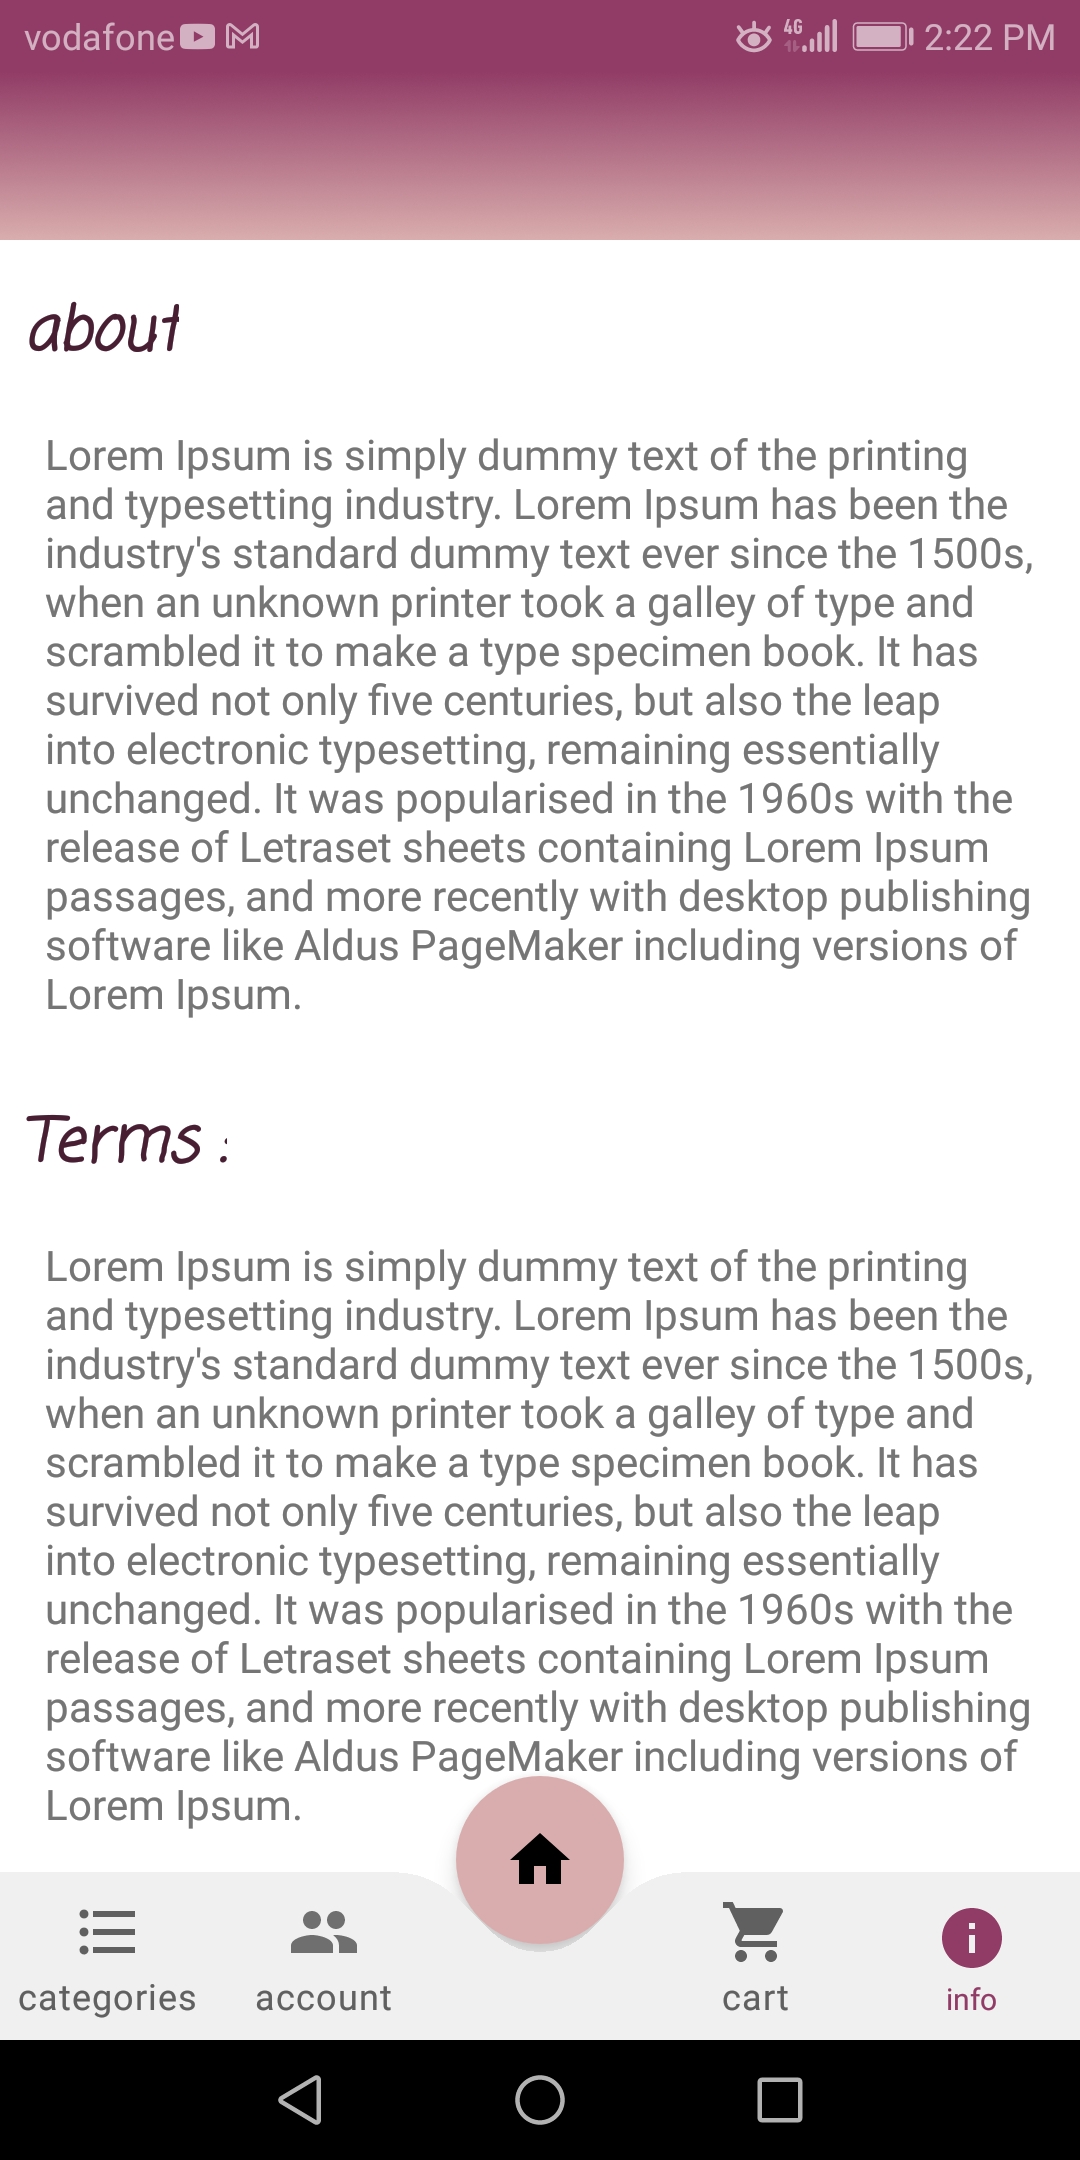 vodafone 4G 2:22 PM
about
Lorem Ipsum is simply dummy text of the printing
and typesetting industry. Lorem Ipsum has been the
industry's standard dummy text ever since the 1500s,
when an unknown printer took a galley of type and
scrambled it to make a type specimen book. It has
survived not only five centuries, but also the leap
into electronic typesetting, remaining essentially
unchanged. It was popularised in the 1960s with the
release of Letraset sheets containing Lorem Ipsum
passages, and more recently with desktop publishing
software like Aldus PageMaker including versions of
Lorem Ipsum.
Terms :
Lorem Ipsum is simply dummy text of the printing
and typesetting industry. Lorem Ipsum has been the
industry's standard dummy text ever since the 1500s,
when an unknown printer took a galley of type and
scrambled it to make a type specimen book. It has
survived not only five centuries, but also the leap
into electronic typesetting, remaining essentially
unchanged. It was popularised in the 1960s with the
release of Letraset sheets containing Lorem Ipsum
passages, and more recently with desktop publishing
software like Aldus PageMaker including versions of
Lorem Ipsum.
categories account cart info